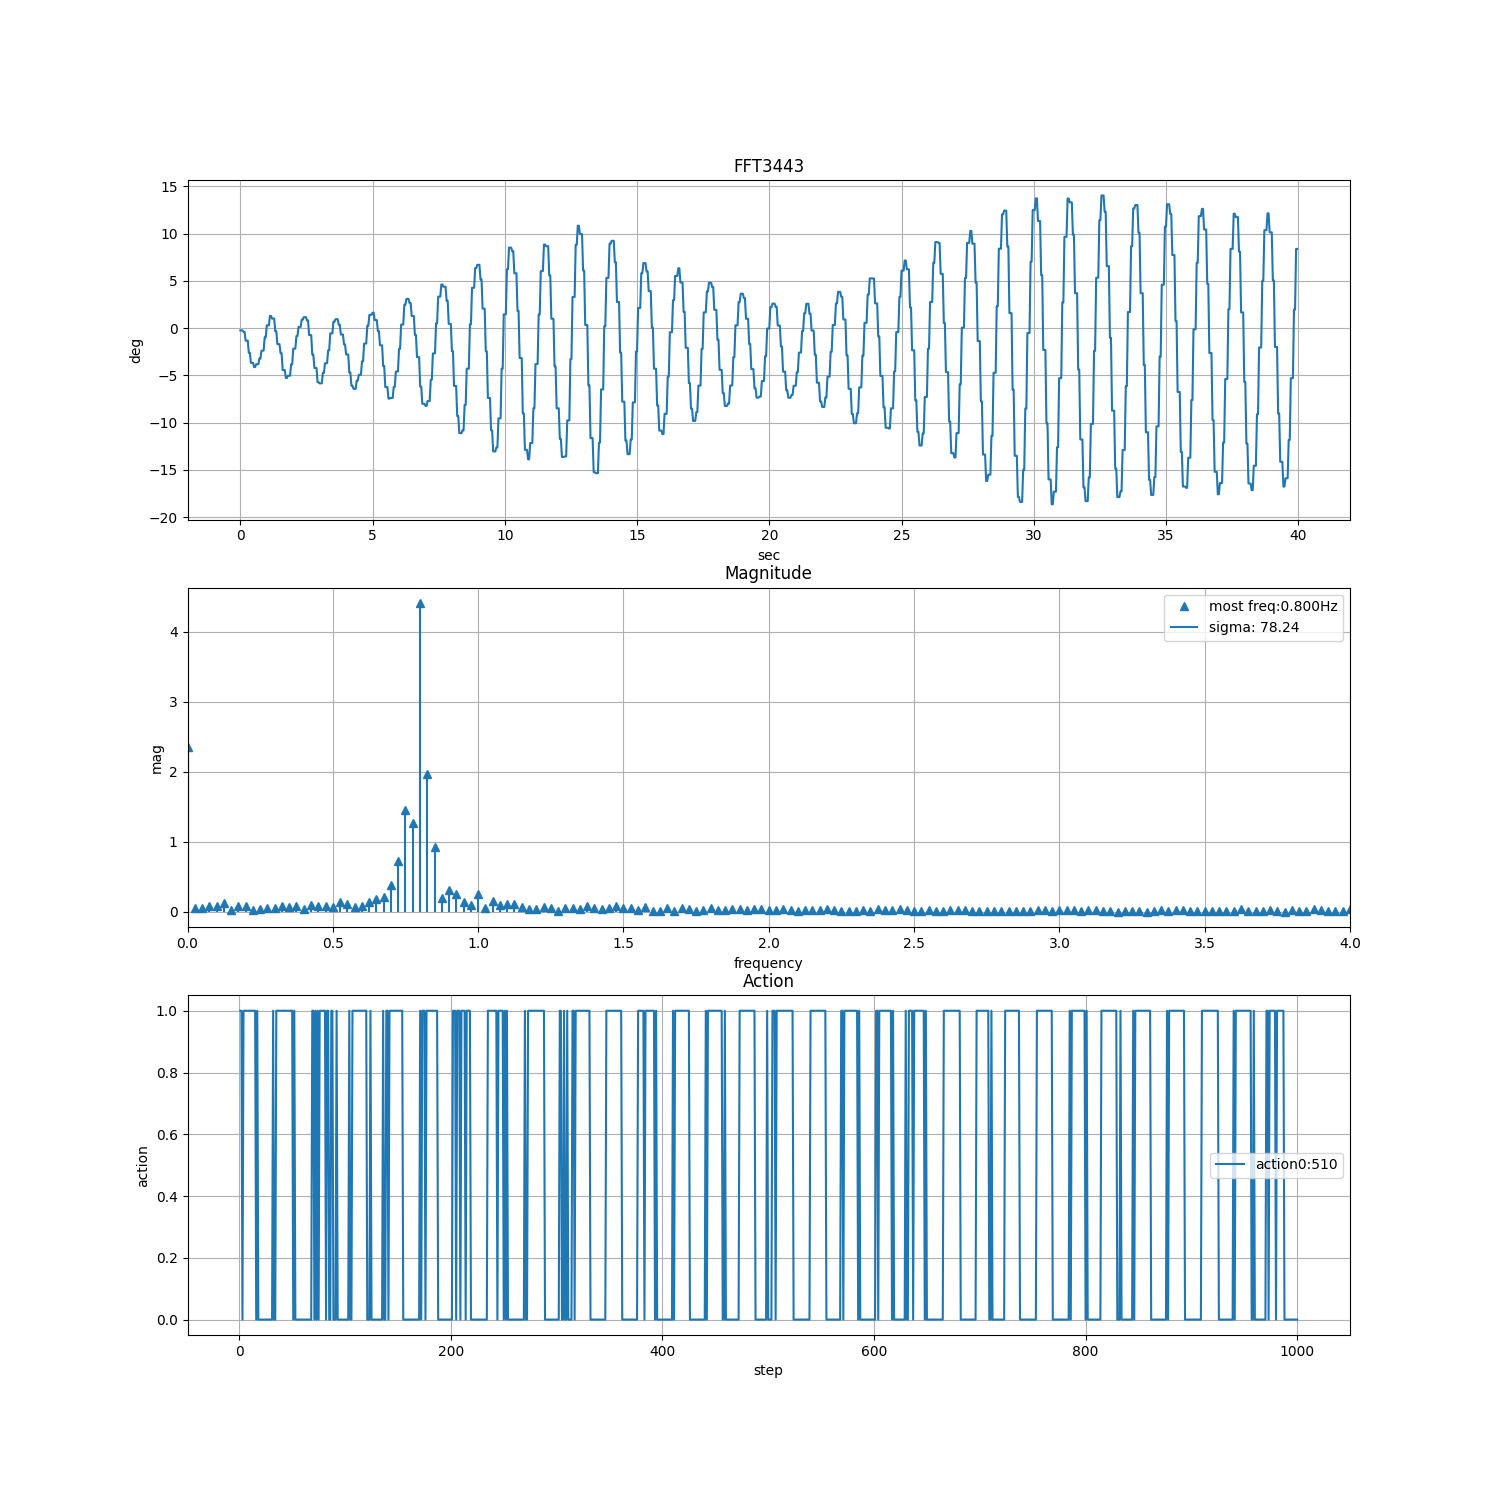 FFT3443
15
10
5
0
−5
−10
−15
−20
deg
0 5 10 15 20 25 30 35 40
sec
Magnitude
most freq:0.800Hz
sigma: 78.24
4
3
2
1
0
mag
0.0 0.5 1.0 1.5 2.0 2.5 3.0 3.5 4.0
frequency
Action
1.0
0.8
0.6
0.4
0.2
0.0
action
action0:510
0 200 400 600 800 1000
step